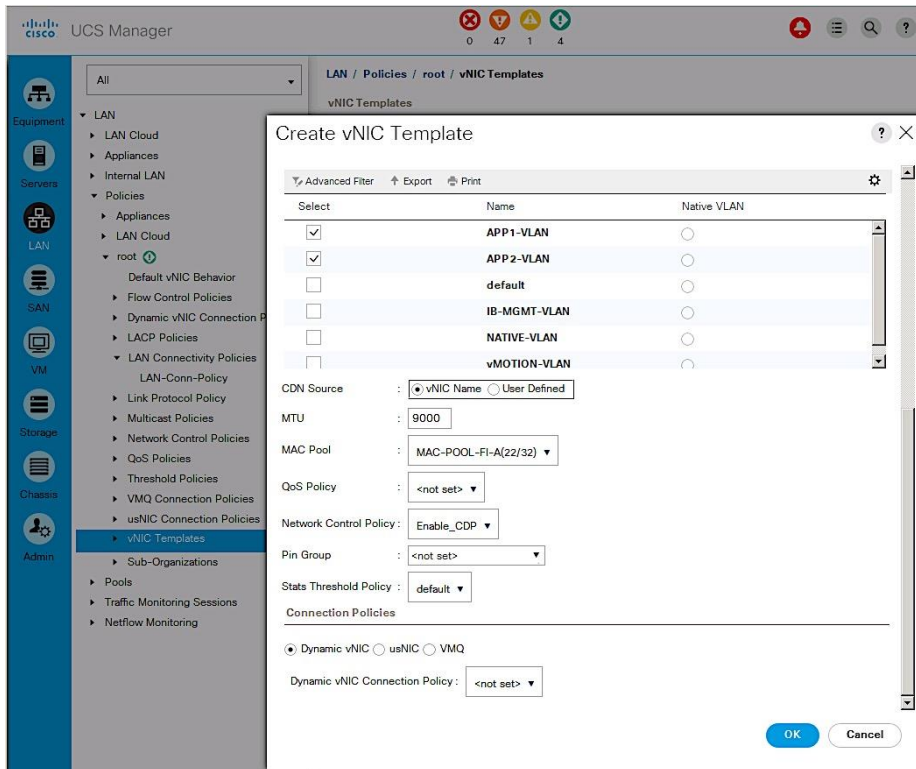 CISCO UCS Manager
0 47 1 4
?
Equipment
Servers
LAN
SAN
VM
Storage
Chassis
Admin
All
LAN
LAN Cloud
Appliances
Internal LAN
Policies
Appliances
LAN Cloud
root
Default vNIC Behavior
Flow Control Policies
Dynamic vNIC Connection P
LACP Policies
LAN Connectivity Policies
LAN-Conn-Policy
Link Protocol Policy
Multicast Policies
Network Control Policies
QoS Policies
Threshold Policies
VMQ Connection Policies
usNIC Connection Policies
vNIC Templates
Sub-Organizations
Pools
Traffic Monitoring Sessions
Netflow Monitoring
LAN / Policies / root / vNIC Templates
vNIC Templates
Create vNIC Template ?
Advanced Filter Export Print
Select Name Native VLAN
APP1-VLAN
APP2-VLAN
default
IB-MGMT-VLAN
NATIVE-VLAN
vMOTION-VLAN
CDN Source : vNIC Name User Defined
MTU : 9000
MAC Pool : MAC-POOL-FI-A(22/32)
QoS Policy : <not set>
Network Control Policy : Enable_CDP
Pin Group : <not set>
Stats Threshold Policy : default
Connection Policies
Dynamic vNIC usNIC VMQ
Dynamic vNIC Connection Policy : <not set>
OK Cancel